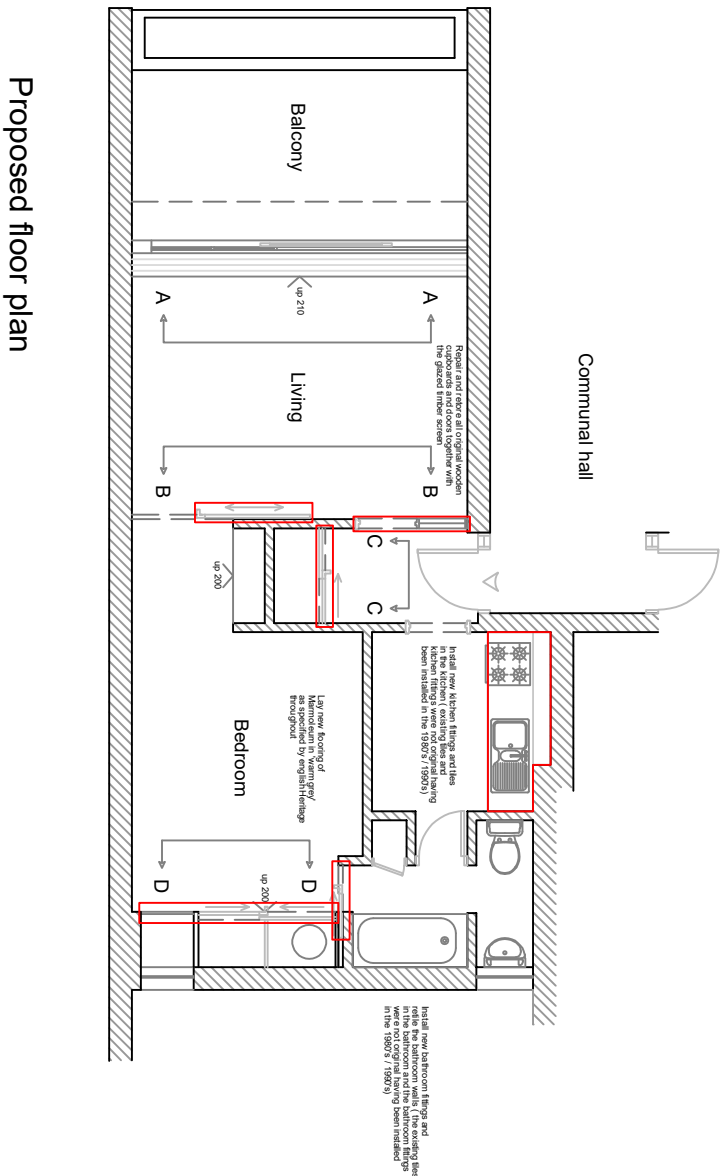 Proposed floor plan
Balcony
Living
Bedroom
Communal hall
A
A
B
B
C
C
D
D
up 210
up 200
up 200
Repair and retore all original wooden
cupboards and doors together with
the glazed timber screen
Install new kitchen fittings and tiles
in the kitchen ( existing tiles and
kitchen fittings were not original having
been installed in the 1980's / 1990's)
Lay new flooring of
Marmoleum in 'warm grey'
as specified by english Heritage
throughout
Install new bathroom fittings and
retile the bathroom walls ( the existing tiles
in the bathroom and the bathroom fittings
were not original having been installed
in the 1980's / 1990's)